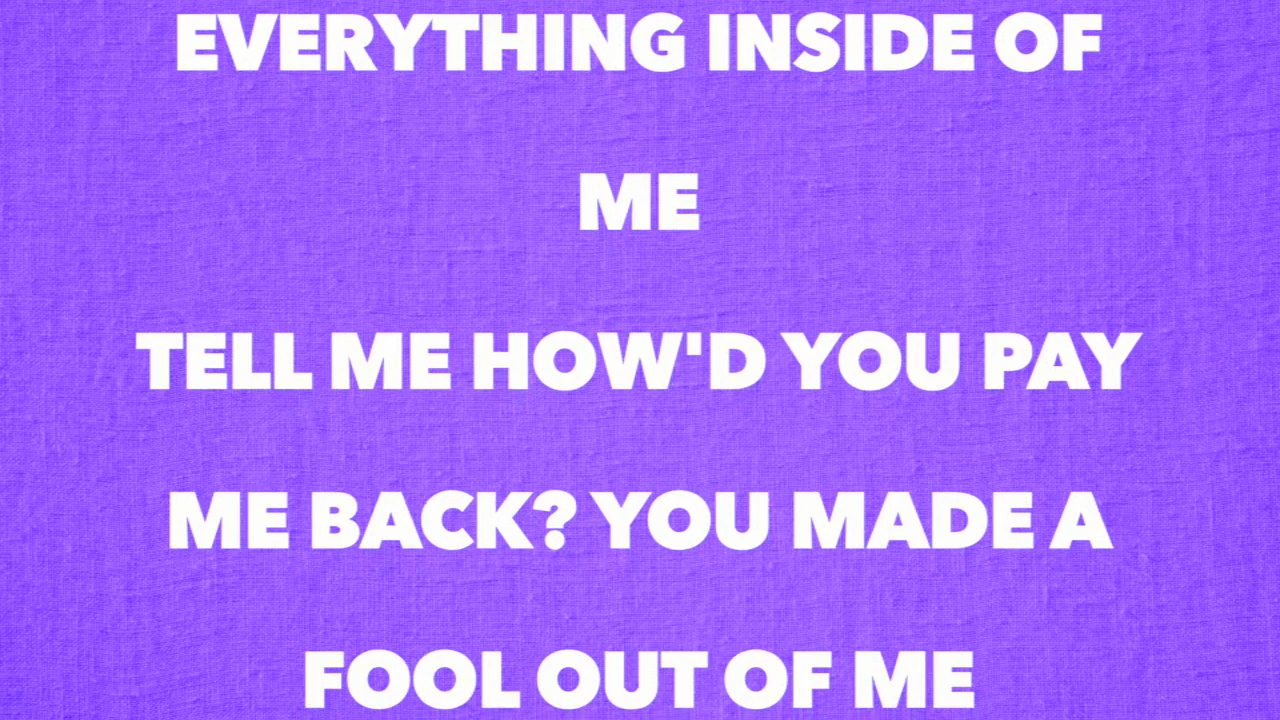 EVERYTHING INSIDE OF
ME
TELL ME HOW'D YOU PAY
ME BACK? YOU MADE A
FOOL OUT OF ME